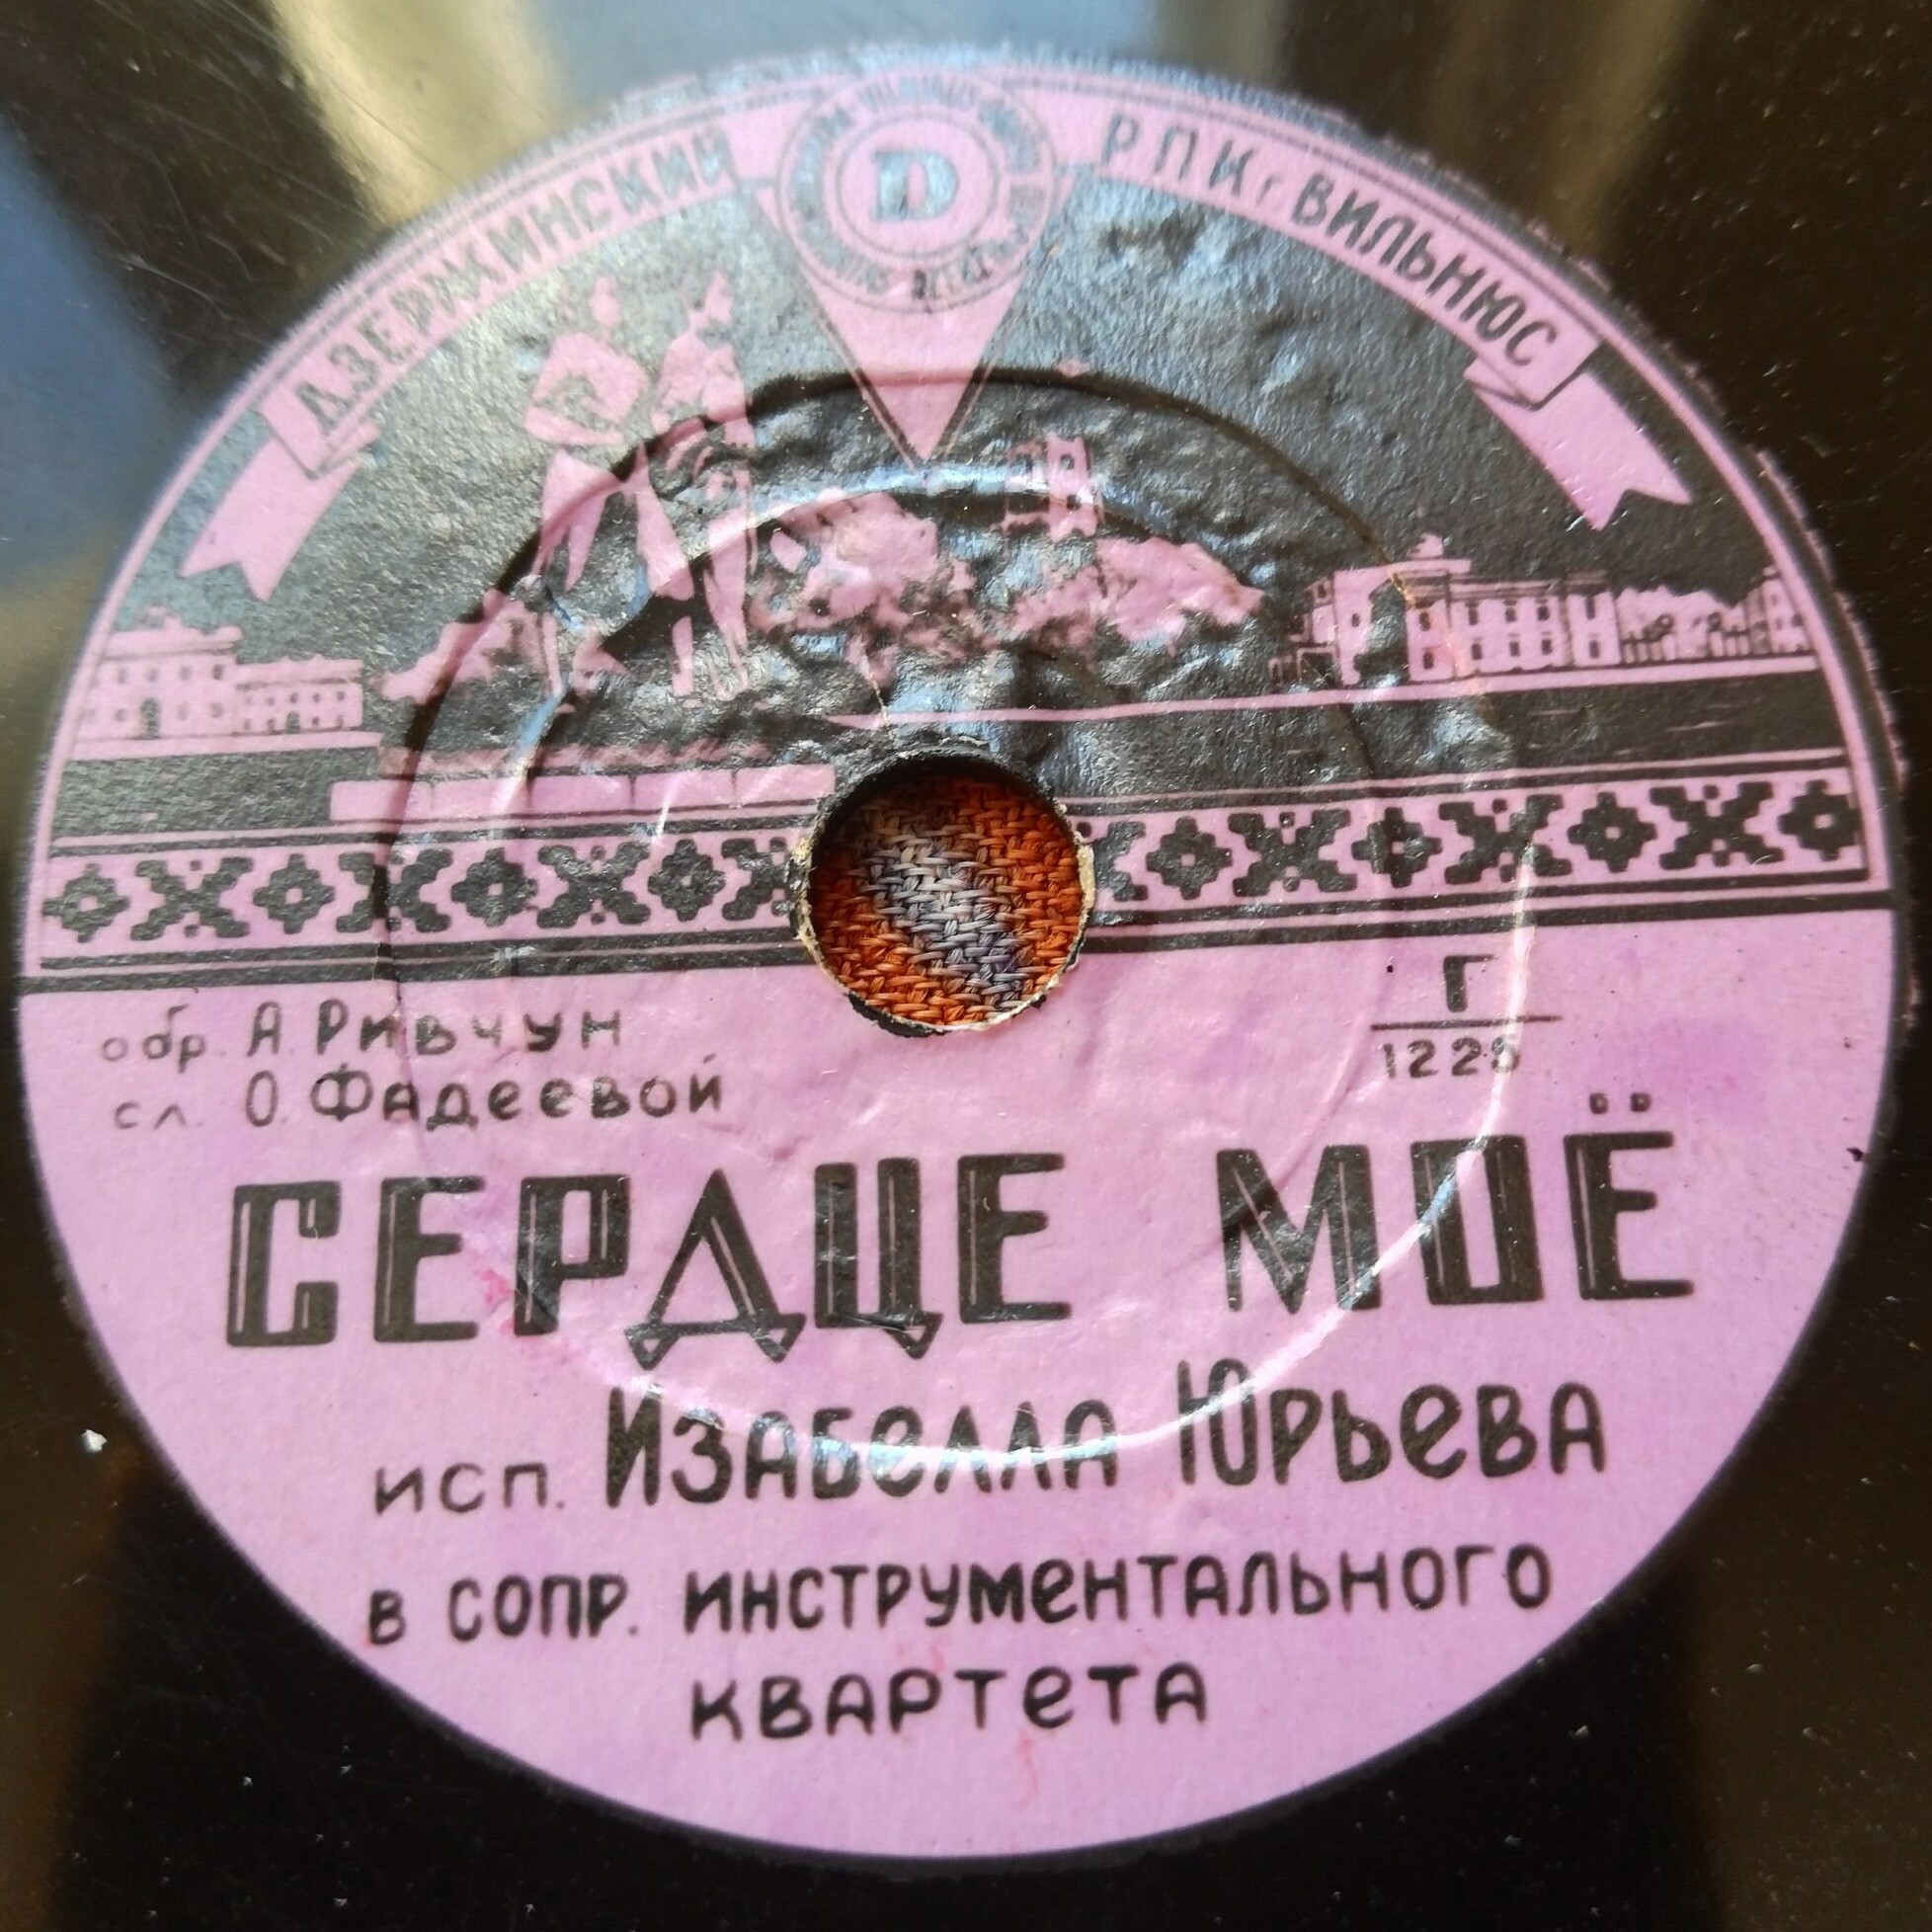 ДЗЕРЖИНСКИЙ
D
РПК г. ВИЛЬНЮС
обр. А. Ривчун
сл. О. Фадеевой
Г
СЕРДЦЕ МОЁ
исп. Изабелла Юрьева
в сопр. инструментального
квартета